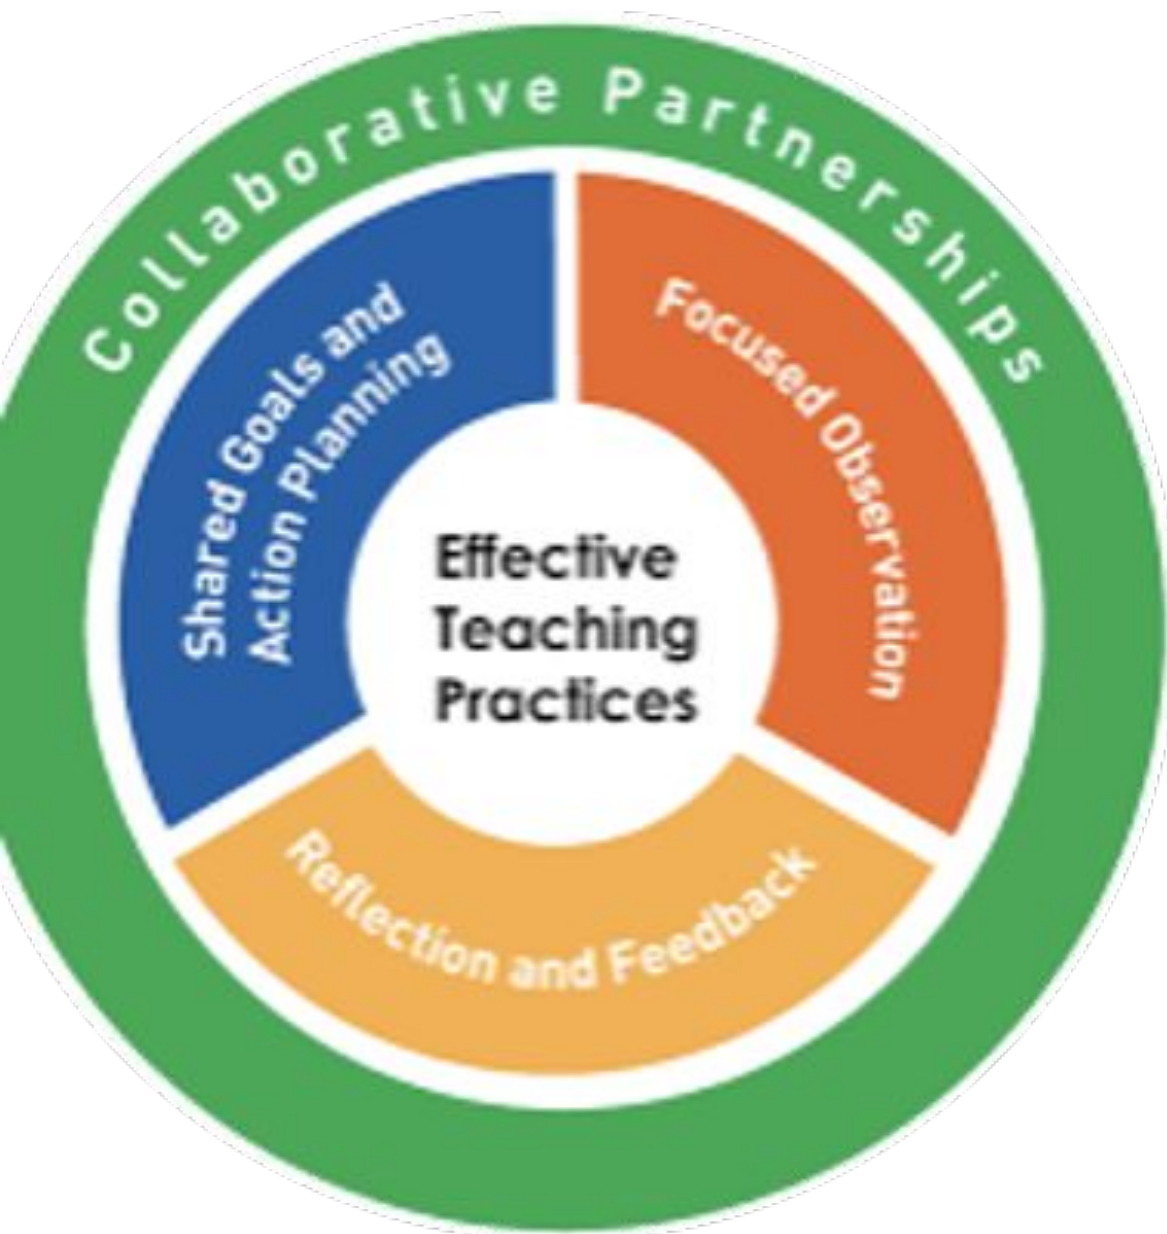 Collaborative Partnerships
Shared Goals and
Action Planning
Focused Observation
Effective
Teaching
Practices
Reflection and Feedback